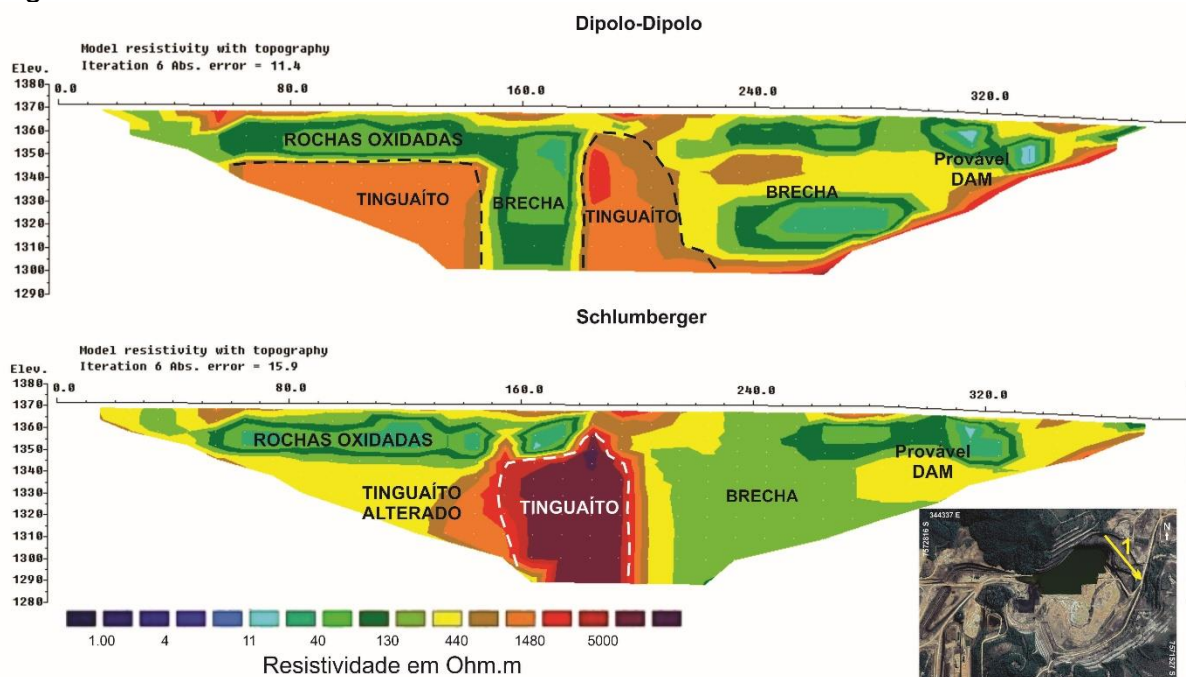 Dipolo-Dipolo
Model resistivity with topography
Iteration 6 Abs. error = 11.4
Elev.
0.0 80.0 160.0 240.0 320.0
1380
1370
1360
1350
1340
1330
1320
1310
1300
1290
ROCHAS OXIDADAS
TINGUAÍTO
BRECHA
TINGUAÍTO
BRECHA
Provável
DAM
Schlumberger
Model resistivity with topography
Iteration 6 Abs. error = 15.9
Elev.
0.0 80.0 160.0 240.0 320.0
1380
1370
1360
1350
1340
1330
1320
1310
1300
1290
1280
ROCHAS OXIDADAS
TINGUAÍTO
ALTERADO
TINGUAÍTO
BRECHA
Provável
DAM
1.00 4 11 40 130 440 1480 5000
Resistividade em Ohm.m
344337 E
7572816 S
1
N
7571527 S